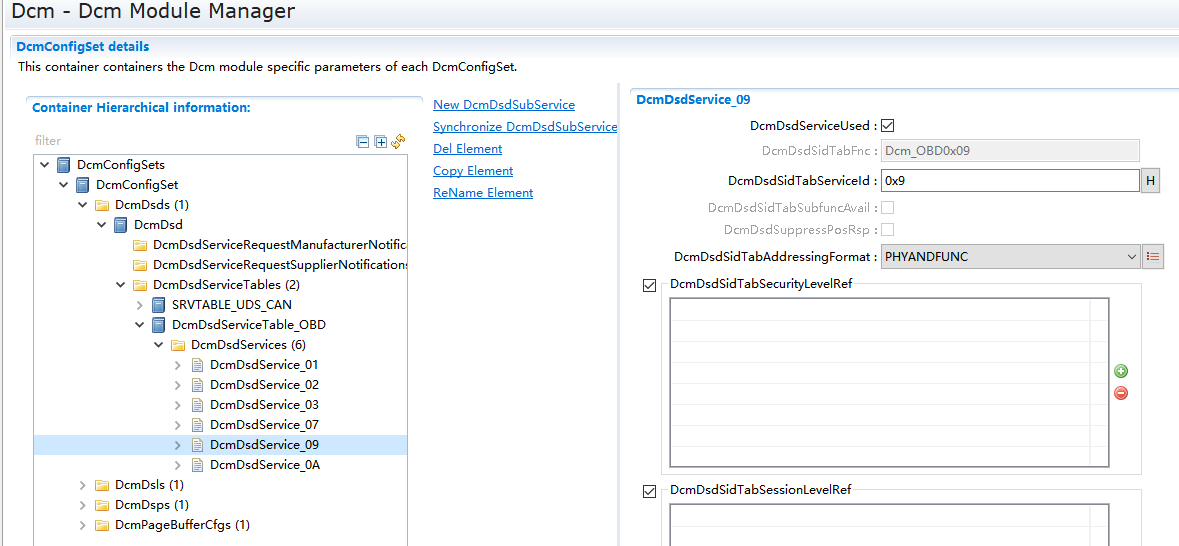 Dcm - Dcm Module Manager
DcmConfigSet details
This container containers the Dcm module specific parameters of each DcmConfigSet.
Container Hierarchical information:
filter
DcmConfigSets
DcmConfigSet
DcmDsds (1)
DcmDsd
DcmDsdServiceRequestManufacturerNotific
DcmDsdServiceRequestSupplierNotifications
DcmDsdServiceTables (2)
SRVTABLE_UDS_CAN
DcmDsdServiceTable_OBD
DcmDsdServices (6)
DcmDsdService_01
DcmDsdService_02
DcmDsdService_03
DcmDsdService_07
DcmDsdService_09
DcmDsdService_0A
DcmDsls (1)
DcmDsps (1)
DcmPageBufferCfgs (1)
New DcmDsdSubService
Synchronize DcmDsdSubService
Del Element
Copy Element
ReName Element
DcmDsdService_09
DcmDsdServiceUsed :
DcmDsdSidTabFnc : Dcm_OBD0x09
DcmDsdSidTabServiceId : 0x9 H
DcmDsdSidTabSubfuncAvail :
DcmDsdSuppressPosRsp :
DcmDsdSidTabAddressingFormat : PHYANDFUNC
DcmDsdSidTabSecurityLevelRef
DcmDsdSidTabSessionLevelRef